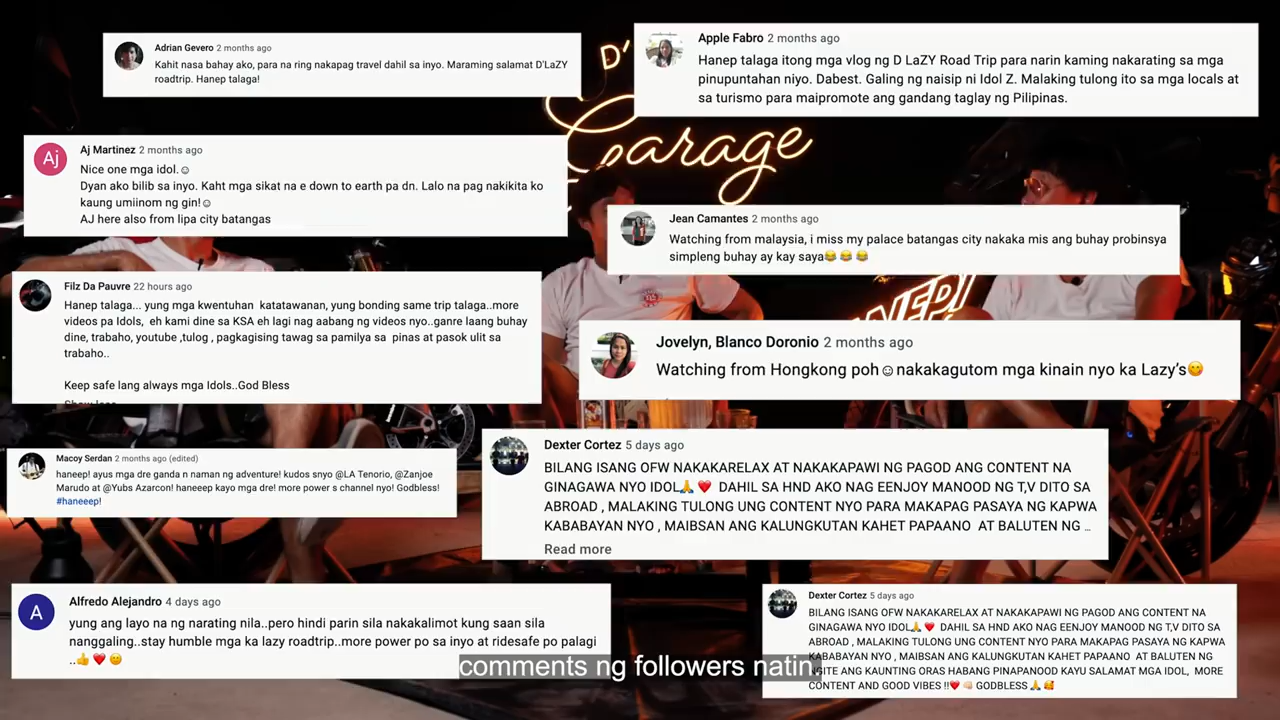 D'
Garage
Adrian Gevero 2 months ago
Kahit nasa bahay ako, para na ring nakapag travel dahil sa inyo. Maraming salamat D'LaZY
roadtrip. Hanep talaga!
Apple Fabro 2 months ago
Hanep talaga itong mga vlog ng D LaZY Road Trip para narin kaming nakarating sa mga
pinupuntahan niyo. Dabest. Galing ng naisip ni Idol Z. Malaking tulong ito sa mga locals at
sa turismo para maipromote ang gandang taglay ng Pilipinas.
Aj
Aj Martinez 2 months ago
Nice one mga idol.☺
Dyan ako bilib sa inyo. Kaht mga sikat na e down to earth pa dn. Lalo na pag nakikita ko
kaung umiinom ng gin!☺
AJ here also from lipa city batangas
Jean Camantes 2 months ago
Watching from malaysia, i miss my palace batangas city nakaka mis ang buhay probinsya
simpleng buhay ay kay saya😂 😂 😂
Filz Da Pauvre 22 hours ago
Hanep talaga... yung mga kwentuhan katatawanan, yung bonding same trip talaga..more
videos pa Idols, eh kami dine sa KSA eh lagi nag aabang ng videos nyo..ganre laang buhay
dine, trabaho, youtube ,tulog , pagkagising tawag sa pamilya sa pinas at pasok ulit sa
trabaho..
Keep safe lang always mga Idols..God Bless
Show less
Jovelyn, Blanco Doronio 2 months ago
Watching from Hongkong poh☺nakakagutom mga kinain nyo ka Lazy's😋
Macoy Serdan 2 months ago (edited)
haneep! ayus mga dre ganda n naman ng adventure! kudos snyo @LA Tenorio, @Zanjoe
Marudo at @Yubs Azarcon! haneeep kayo mga dre! more power s channel nyo! Godbless!
#haneeep!
Dexter Cortez 5 days ago
BILANG ISANG OFW NAKAKARELAX AT NAKAKAPAWI NG PAGOD ANG CONTENT NA
GINAGAWA NYO IDOL🙏 ❤️ DAHIL SA HND AKO NAG EENJOY MANOOD NG T,V DITO SA
ABROAD , MALAKING TULONG UNG CONTENT NYO PARA MAKAPAG PASAYA NG KAPWA
KABABAYAN NYO , MAIBSAN ANG KALUNGKUTAN KAHET PAPAANO AT BALUTEN NG ...
Read more
A
Alfredo Alejandro 4 days ago
yung ang layo na ng narating nila..pero hindi parin sila nakakalimot kung saan sila
nanggaling..stay humble mga ka lazy roadtrip..more power po sa inyo at ridesafe po palagi
..👍❤️😊
Dexter Cortez 5 days ago
BILANG ISANG OFW NAKAKARELAX AT NAKAKAPAWI NG PAGOD ANG CONTENT NA
GINAGAWA NYO IDOL🙏 ❤️ DAHIL SA HND AKO NAG EENJOY MANOOD NG T,V DITO SA
ABROAD , MALAKING TULONG UNG CONTENT NYO PARA MAKAPAG PASAYA NG KAPWA
KABABAYAN NYO , MAIBSAN ANG KALUNGKUTAN KAHET PAPAANO AT BALUTEN NG
NGITE ANG KAUNTING ORAS HABANG PINAPANOOD KAYU SALAMAT MGA IDOL, MORE
CONTENT AND GOOD VIBES !!❤️ 👊 GODBLESS 🙏 🥰
comments ng followers natin.